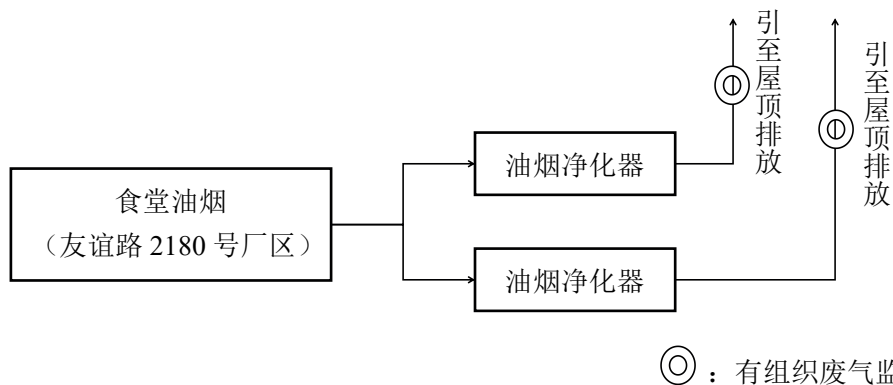 食堂油烟
（友谊路 2180 号厂区）
油烟净化器
油烟净化器
引至屋顶排放
引至屋顶排放
：有组织废气监